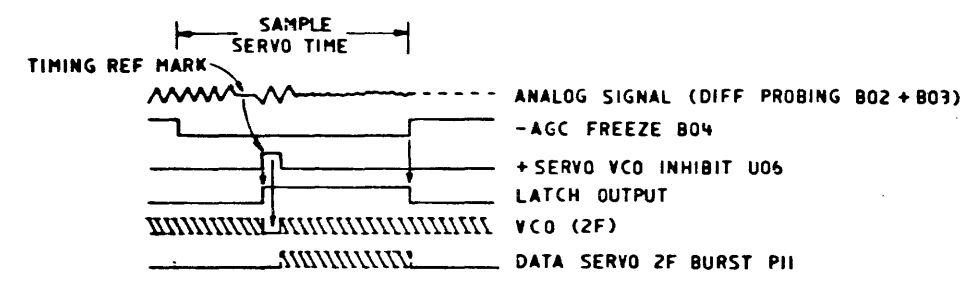 SAMPLE
SERVO TIME
TIMING REF MARK
ANALOG SIGNAL (DIFF PROBING B02 + B03)
-AGC FREEZE B04
+ SERVO VCO INHIBIT U06
LATCH OUTPUT
VCO (2F)
DATA SERVO 2F BURST P11